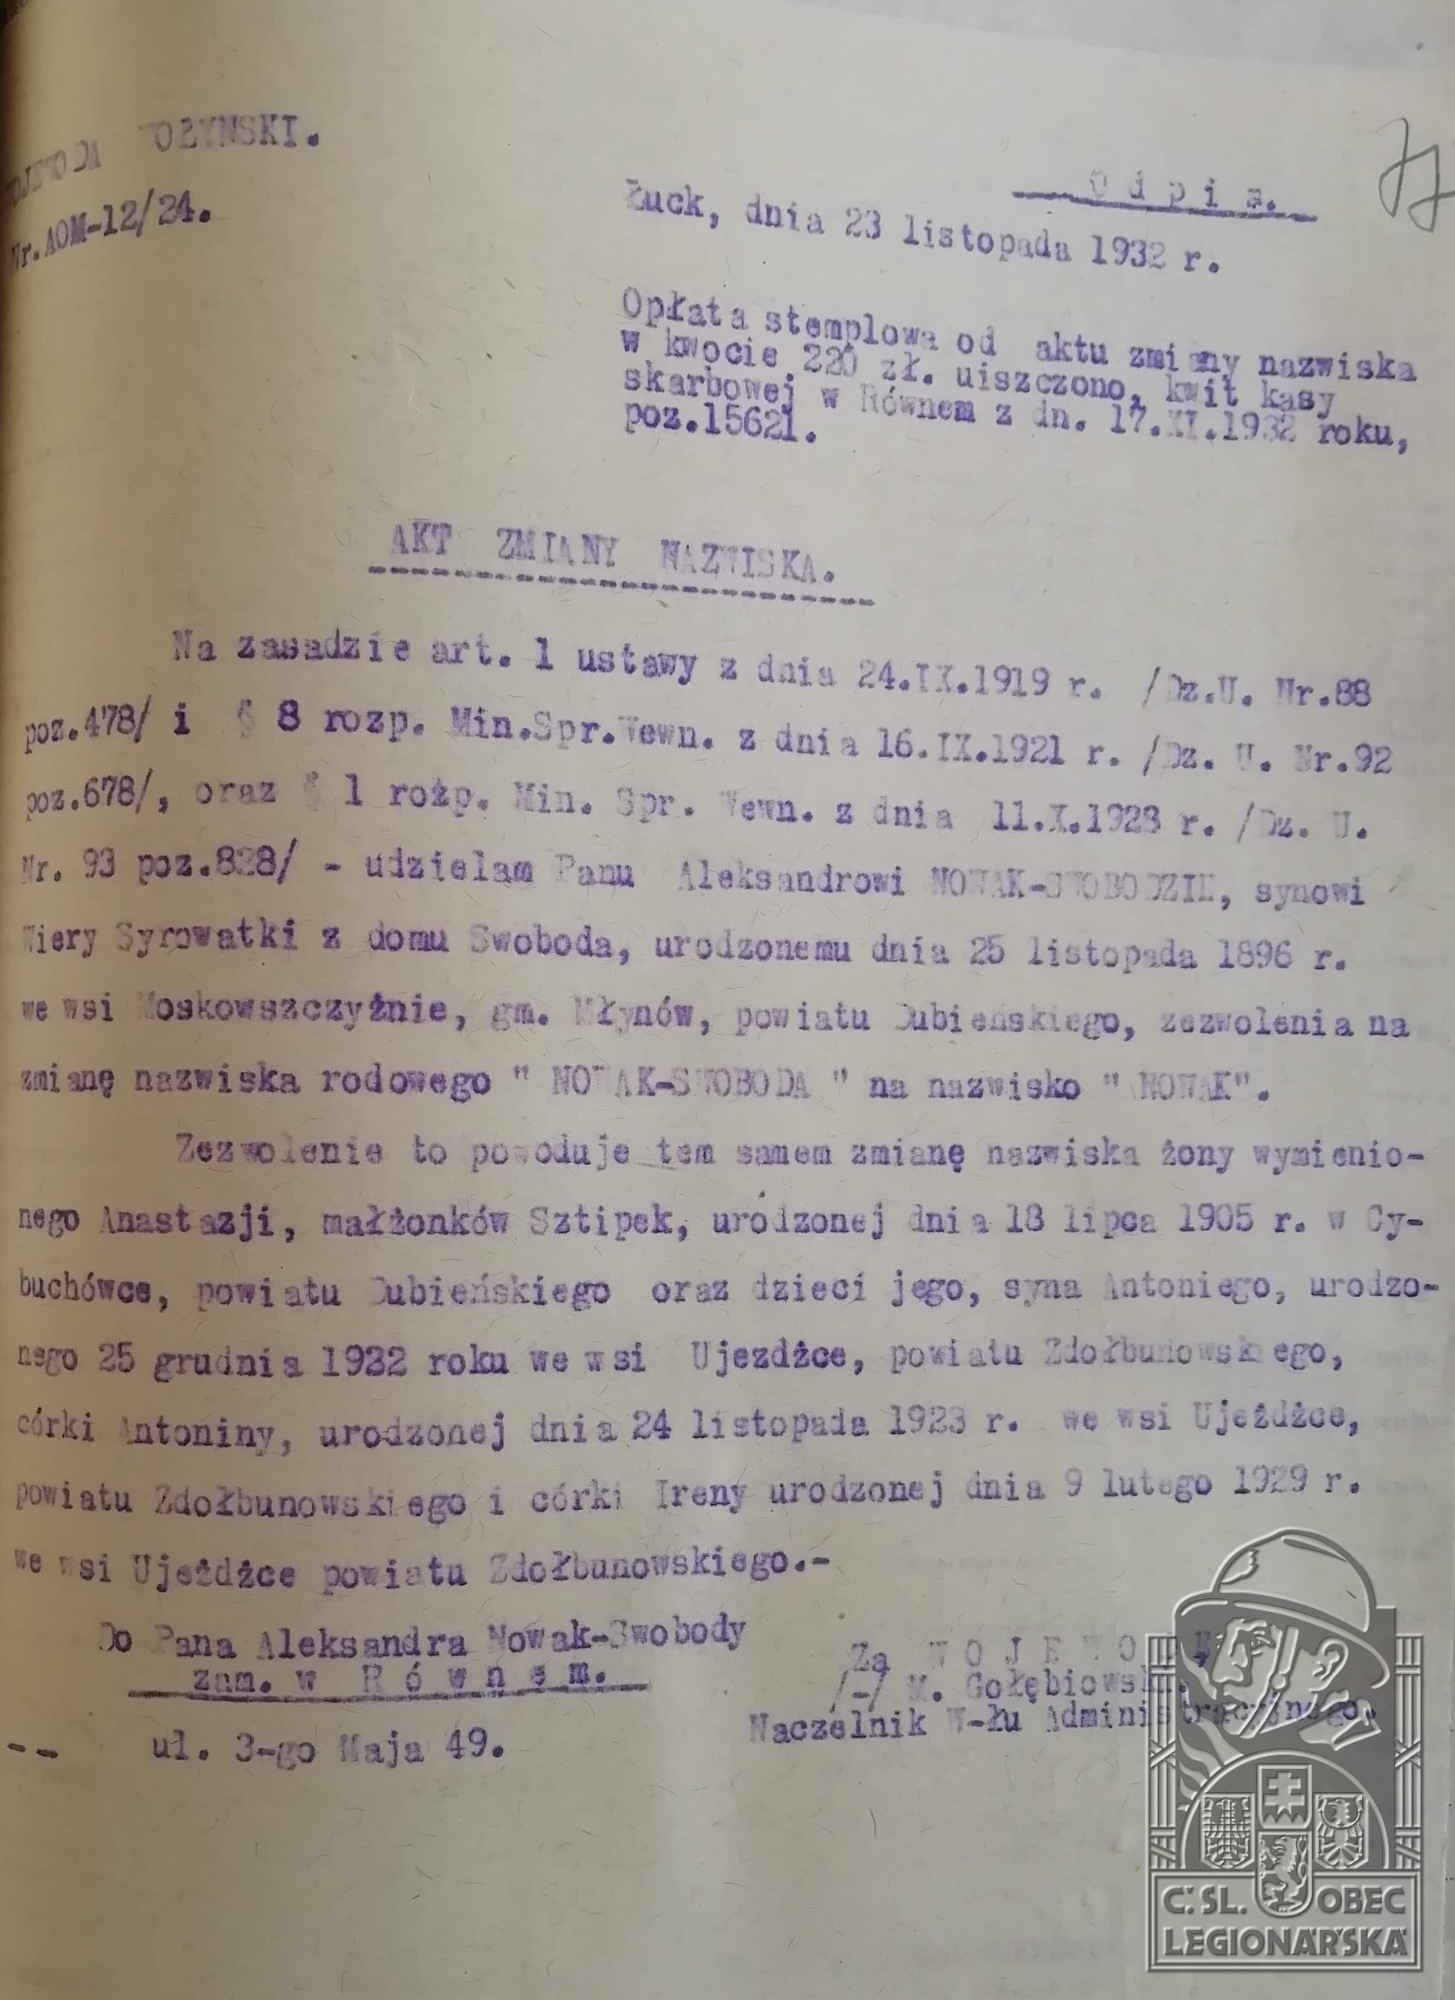 WOJEWODA WOŁYNSKI.
Nr.AOM-12/24.
Odpis.
Łuck, dnia 23 listopada 1932 r.
Opłata stemplowa od aktu zmiany nazwiska
w kwocie 220 zł. uiszczono, kwit kasy
skarbowej w Równem z dn. 17.XI.1932 roku,
poz.15621.
AKT ZMIANY NAZWISKA.
Na zasadzie art. 1 ustawy z dnia 24.IX.1919 r. /Dz.U. Nr.88
poz.478/ i § 8 rozp. Min.Spr.Wewn. z dnia 16.IX.1921 r. /Dz. U. Nr.92
poz.678/, oraz § 1 rożp. Min. Spr. Wewn. z dnia 11.X.1928 r. /Dz. U.
Nr. 93 poz.828/ - udzielam Panu Aleksandrowi NOWAK-SWOBODZIE, synowi
Wiery Syrowatki z domu Swoboda, urodzonemu dnia 25 listopada 1896 r.
we wsi Moskowszczyźnie, gm. Młynów, powiatu Dubieńskiego, zezwolenia na
zmianę nazwiska rodowego " NOWAK-SWOBODA " na nazwisko " NOWAK".
Zezwolenie to powoduje tem samem zmianę nazwiska żony wymienio-
nego Anastazji, małżonków Sztipek, urodzonej dnia 18 lipca 1905 r. w Cy-
buchówce, powiatu Dubieńskiego oraz dzieci jego, syna Antoniego, urodzo-
nego 25 grudnia 1922 roku we wsi Ujezdżce, powiatu Zdołbunowskiego,
córki Antoniny, urodzonej dnia 24 listopada 1923 r. we wsi Ujeżdżce,
powiatu Zdołbunowskiego i córki Ireny urodzonej dnia 9 lutego 1929 r.
we wsi Ujeżdżce powiatu Zdołbunowskiego.-
Do Pana Aleksandra Nowak-Swobody
zam. w Równem.
ul. 3-go Maja 49.
--
Za WOJEWODĘ
/-/ M. Gołębiowski.
Naczelnik W-łu Administracyjnego.
Č.SL. OBEC
LEGIONÁŘSKÁ